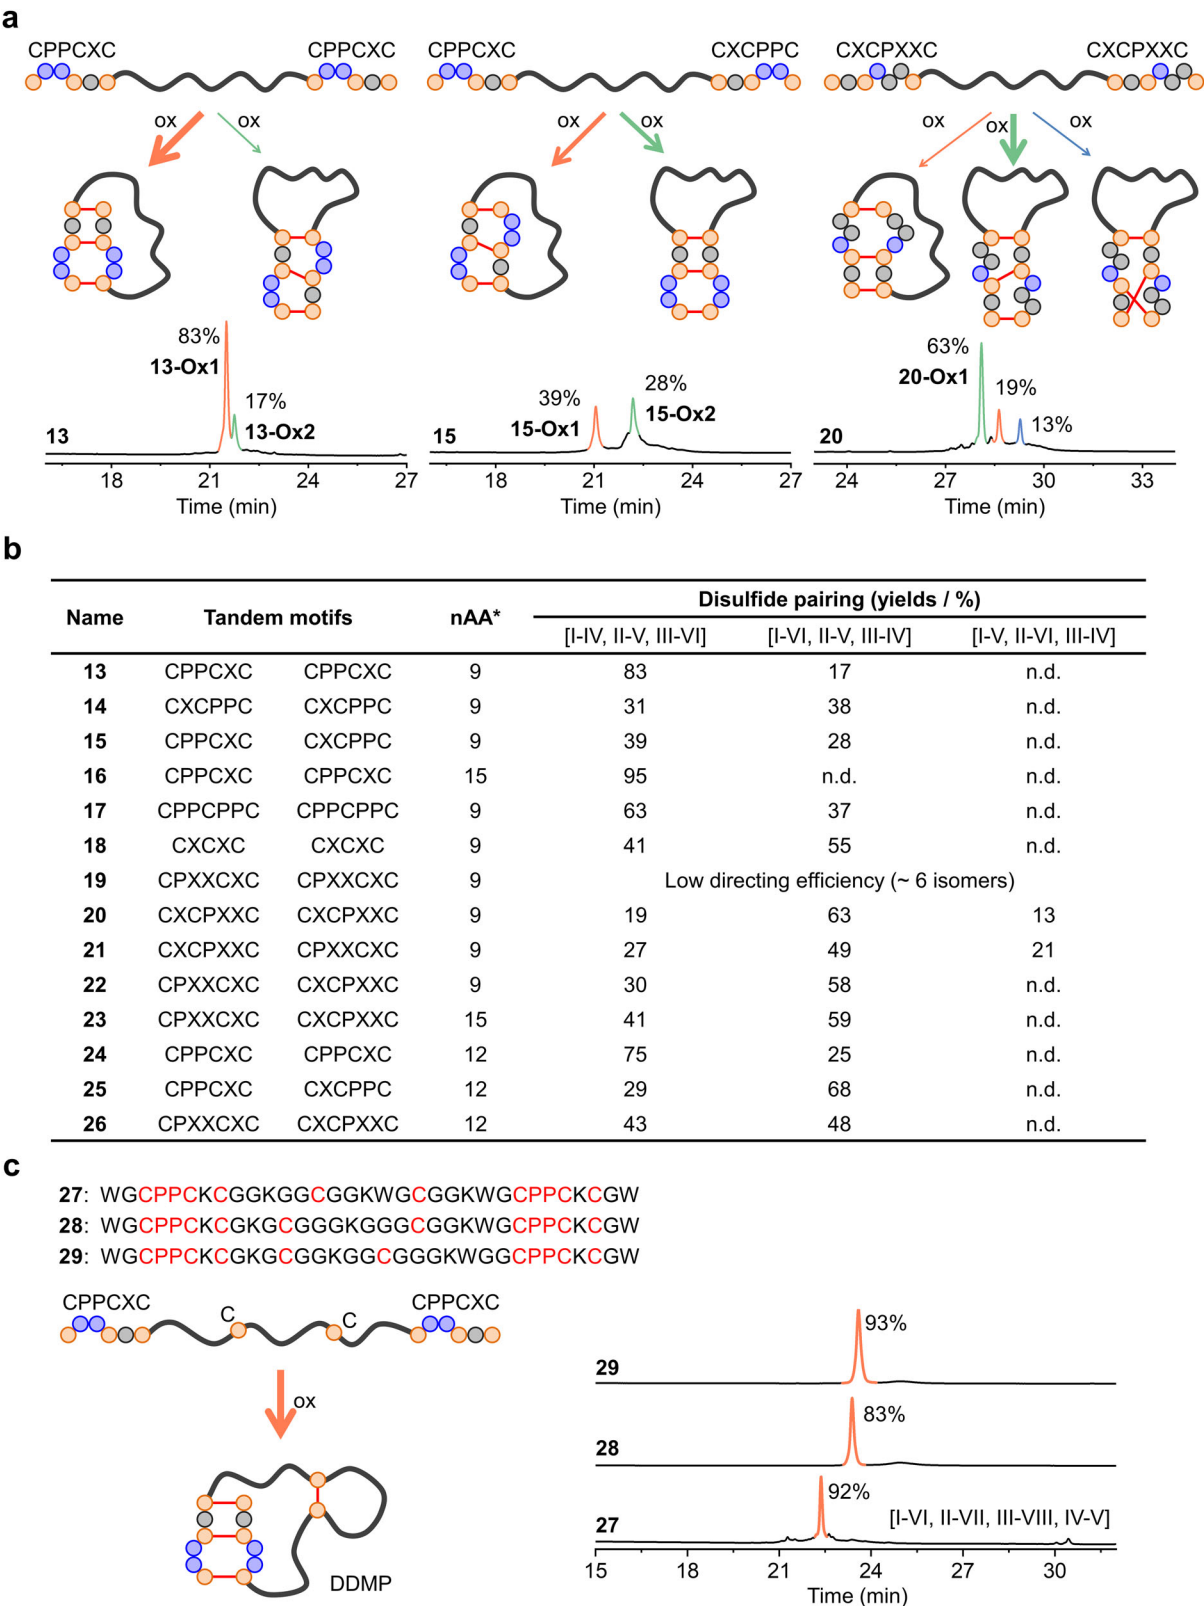 a
CPPCXC CPPCXC CPPCXC CXCPPC CXCPXXC CXCPXXC
ox ox ox ox ox ox ox
83%
13-Ox1
17%
13-Ox2
13
18 21 24 27
Time (min)
39%
15-Ox1
28%
15-Ox2
15
18 21 24 27
Time (min)
63%
20-Ox1
19%
13%
20
24 27 30 33
Time (min)
b
Name Tandem motifs nAA* Disulfide pairing (yields / %)
[I-IV, II-V, III-VI] [I-VI, II-V, III-IV] [I-V, II-VI, III-IV]
13 CPPCXC CPPCXC 9 83 17 n.d.
14 CXCPPC CXCPPC 9 31 38 n.d.
15 CPPCXC CXCPPC 9 39 28 n.d.
16 CPPCXC CPPCXC 15 95 n.d. n.d.
17 CPPCPPC CPPCPPC 9 63 37 n.d.
18 CXCXC CXCXC 9 41 55 n.d.
19 CPXXCXC CPXXCXC 9 Low directing efficiency (~ 6 isomers)
20 CXCPXXC CXCPXXC 9 19 63 13
21 CXCPXXC CPXXCXC 9 27 49 21
22 CPXXCXC CXCPXXC 9 30 58 n.d.
23 CPXXCXC CXCPXXC 15 41 59 n.d.
24 CPPCXC CPPCXC 12 75 25 n.d.
25 CPPCXC CXCPPC 12 29 68 n.d.
26 CPXXCXC CXCPXXC 12 43 48 n.d.
c
27: WGCPPCKCGGKGGCGGKWGCGGKWGCPPCKCGW
28: WGCPPCKCGKGCGGGKGGGCGGKWGCPPCKCGW
29: WGCPPCKCGKGCGGKGGCGGGKWGGCPPCKCGW
CPPCXC C C CPPCXC
ox
DDMP
93%
29
83%
28
92%
27
[I-VI, II-VII, III-VIII, IV-V]
15 18 21 24 27 30
Time (min)